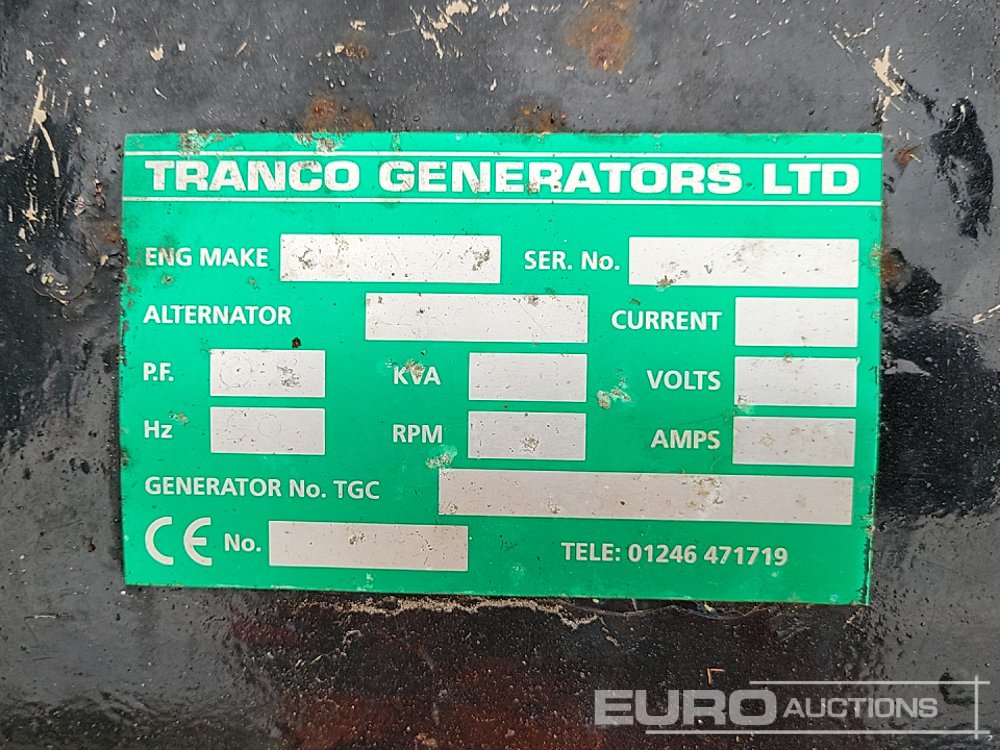 TRANCO GENERATORS LTD
ENG MAKE SER. No.
ALTERNATOR CURRENT
P.F. KVA VOLTS
Hz RPM AMPS
GENERATOR No. TGC
CE No. TELE: 01246 471719
EURO AUCTIONS